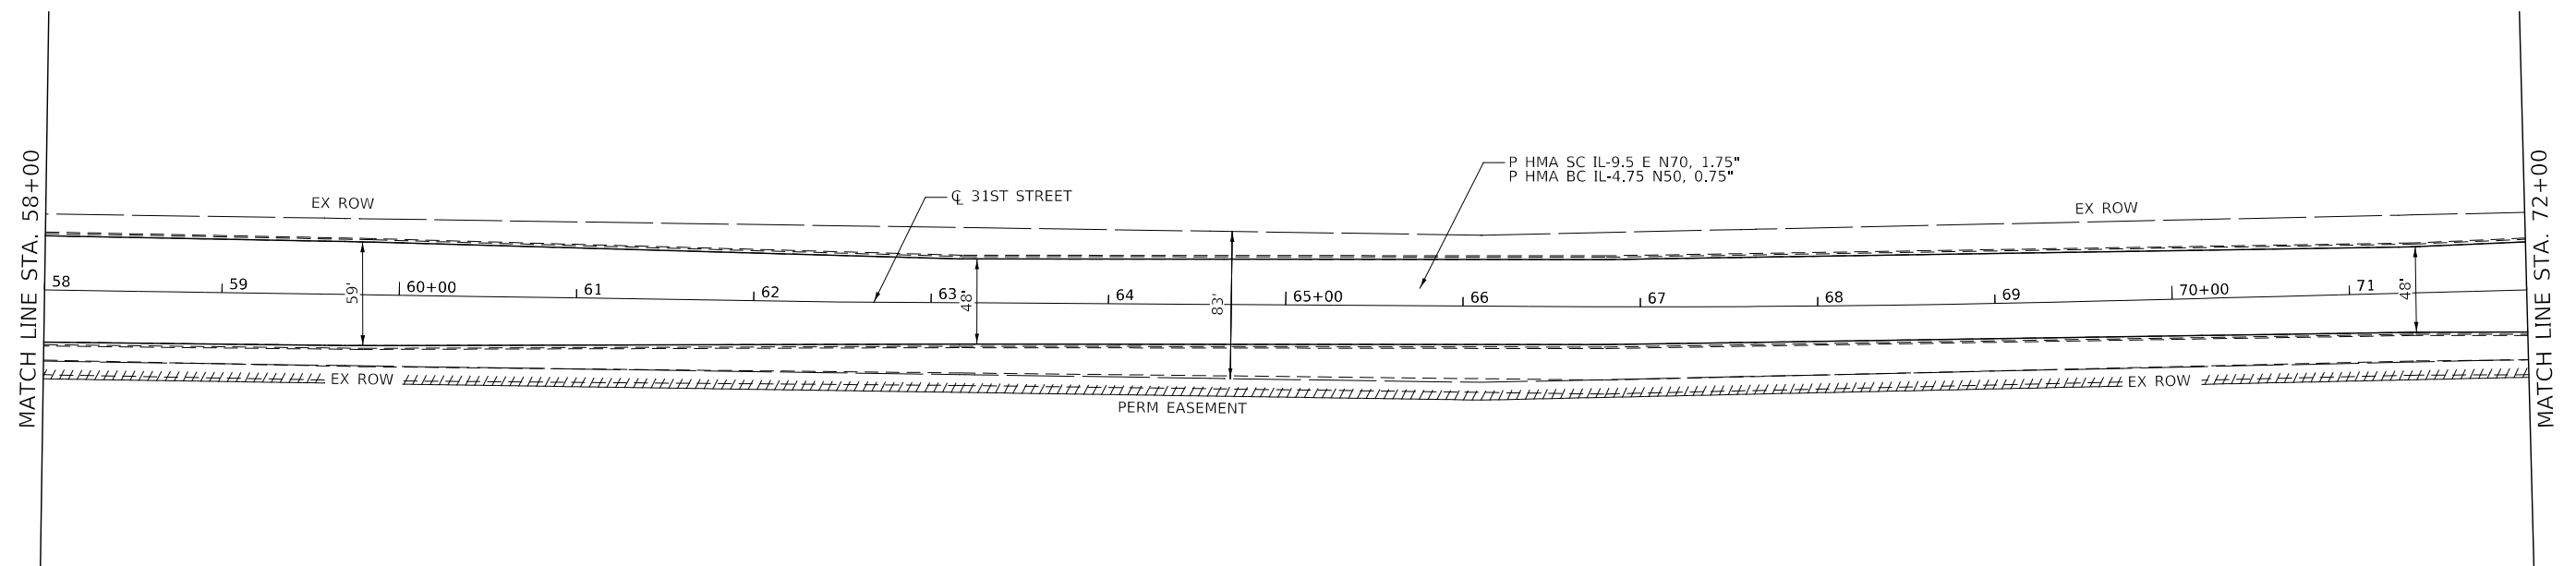 MATCH LINE STA. 58+00
EX ROW
℄ 31ST STREET
P HMA SC IL-9.5 E N70, 1.75"
P HMA BC IL-4.75 N50, 0.75"
EX ROW
MATCH LINE STA. 72+00
58
59
59'
60+00
61
62
63
48'
64
83'
65+00
66
67
68
69
70+00
71
48'
EX ROW
EX ROW
PERM EASEMENT